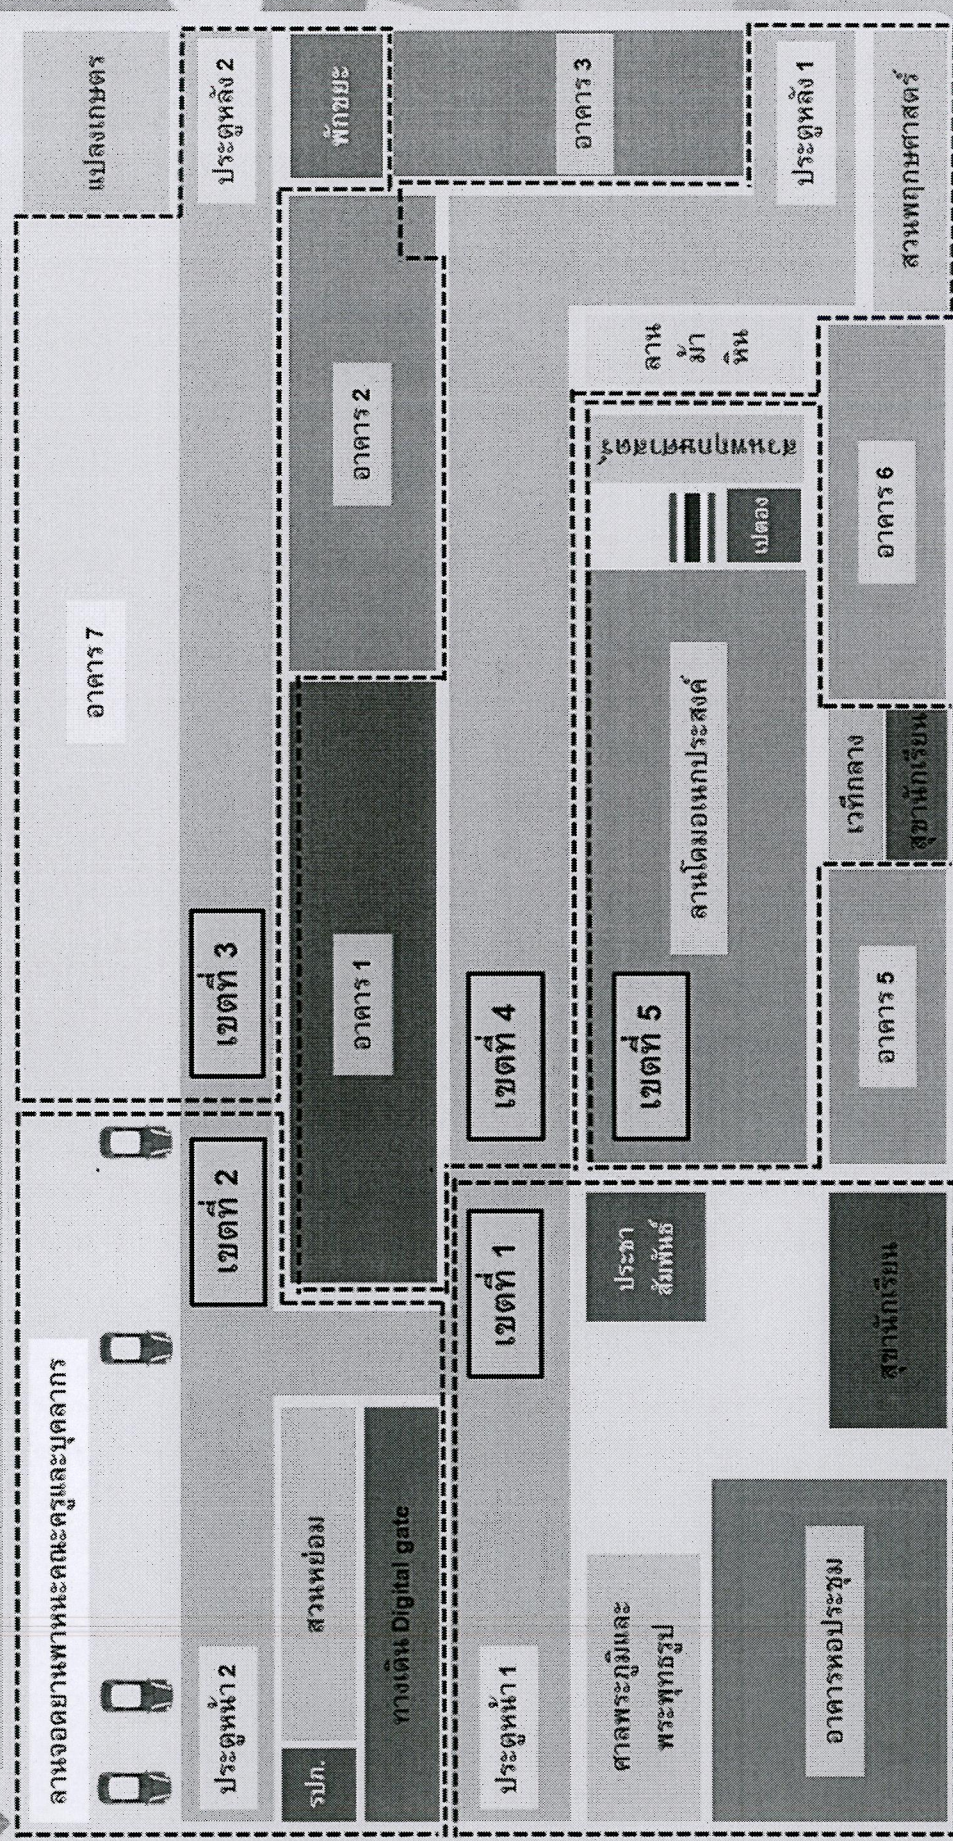 ลานจอดยานพาหนะคณะครูและบุคลากร
อาคาร 7
แปลงเกษตร
ประตูหน้า 2
เขตที่ 2
เขตที่ 3
ประตูหลัง 2
รปภ.
สวนหย่อม
ทางเดิน Digital gate
อาคาร 1
อาคาร 2
พักขยะ
ประตูหน้า 1
เขตที่ 1
เขตที่ 4
อาคาร 3
ศาลพระภูมิและ
พระพุทธรูป
ประชา
สัมพันธ์
เขตที่ 5
ลานโดมอเนกประสงค์
เปตอง
สวนพฤกษศาสตร์
ลาน
ม้า
หิน
ประตูหลัง 1
อาคารหอประชุม
สุขานักเรียน
อาคาร 5
เวทีกลาง
สุขานักเรียน
อาคาร 6
สวนพฤกษศาสตร์